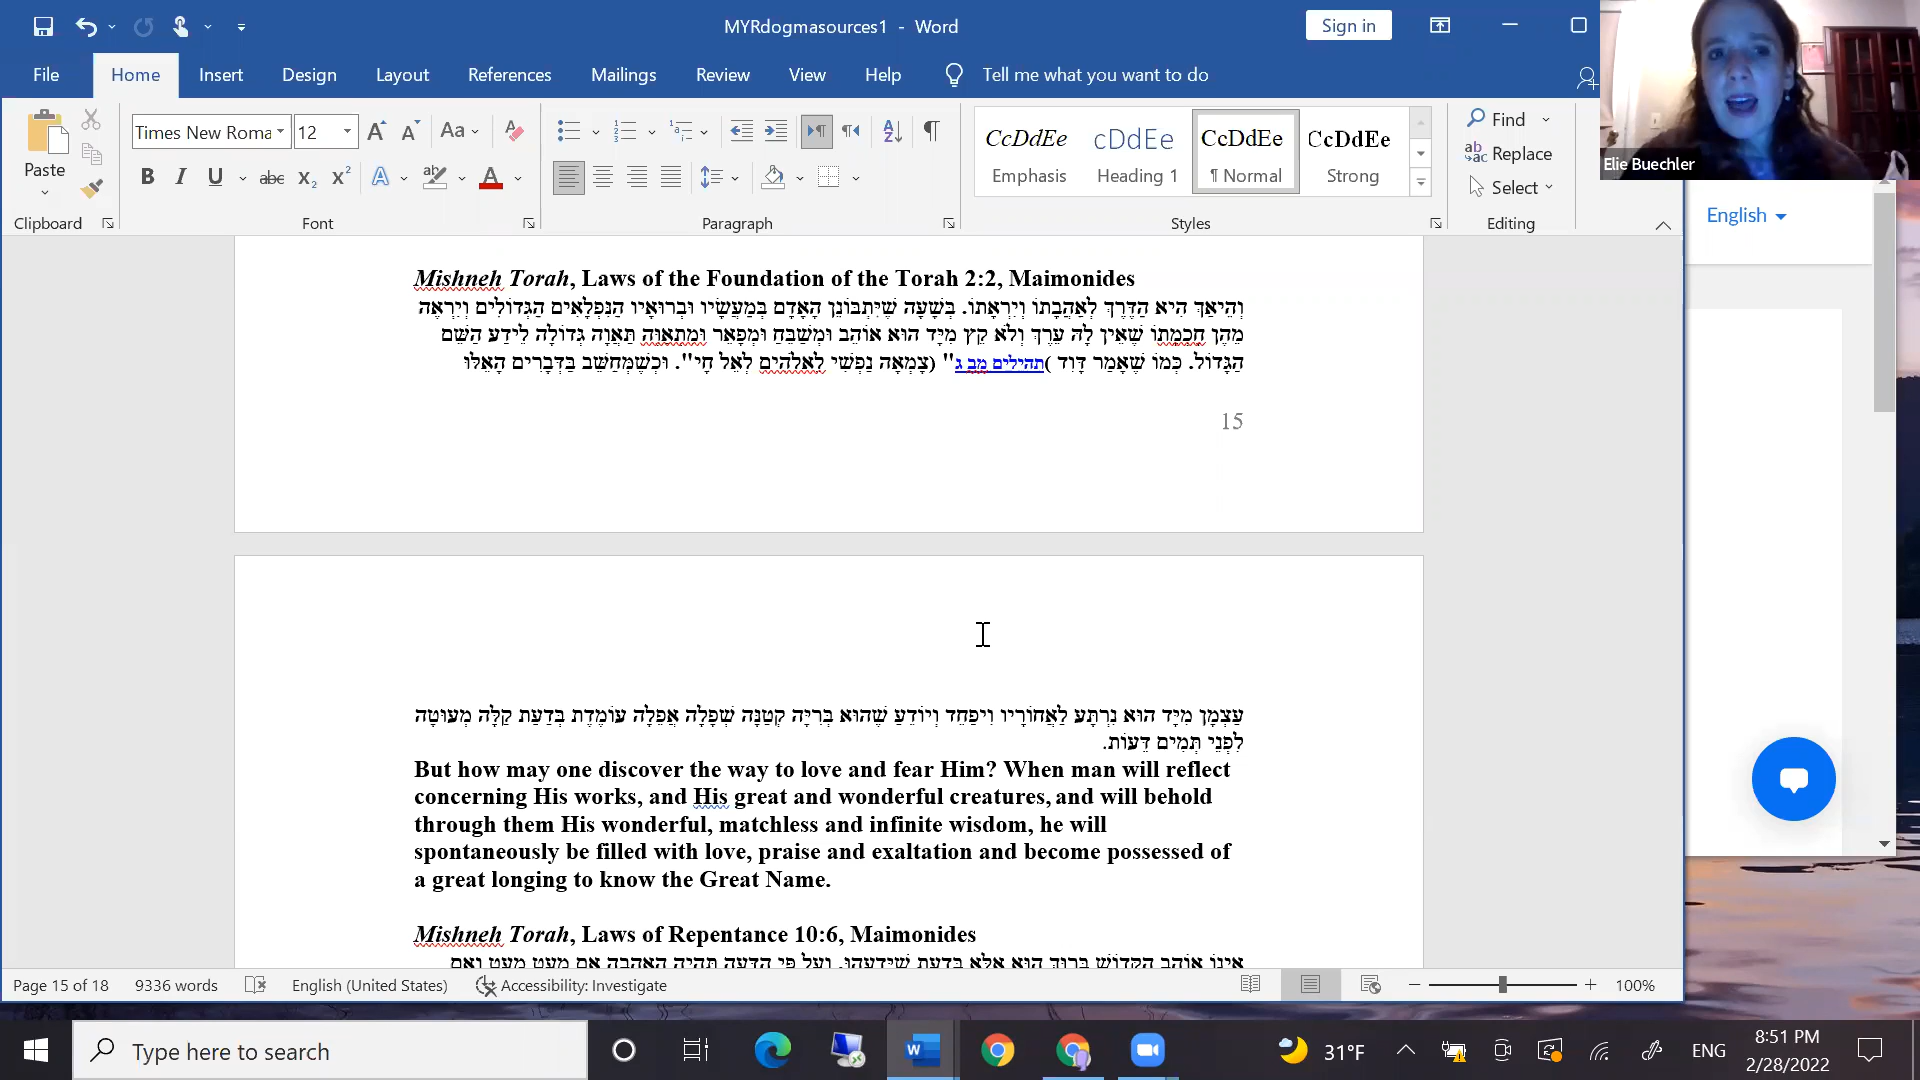 MYRdogmasources1 - Word
Sign in
File Home Insert Design Layout References Mailings Review View Help Tell me what you want to do
Paste
Times New Roma 12
Aa
CcDdEe cDdEe CcDdEe CcDdEe
Emphasis Heading 1 ¶ Normal Strong
Find
Replace
Select
Clipboard Font Paragraph Styles Editing
Elie Buechler
English
Mishneh Torah, Laws of the Foundation of the Torah 2:2, Maimonides
וְהֵיאַךְ הִיא הַדֶּרֶךְ לְאַהֲבָתוֹ וְיִרְאָתוֹ. בְּשָׁעָה שֶׁיִּתְבּוֹנֵן הָאָדָם בְּמַעֲשָׂיו וּבְרוּאָיו הַנִּפְלָאִים הַגְּדוֹלִים וְיִרְאֶה
מֵהֶן חָכְמָתוֹ שֶׁאֵין לָהּ עֵרֶךְ וְלֹא קֵץ מִיָּד הוּא אוֹהֵב וּמְשַׁבֵּחַ וּמְפָאֵר וּמִתְאַוֶּה תַּאֲוָה גְּדוֹלָה לֵידַע הַשֵּׁם
הַגָּדוֹל. כְּמוֹ שֶׁאָמַר דָּוִד )תהילים מב ג" (צָמְאָה נַפְשִׁי לֵאלֹהִים לְאֵל חָי". וּכְשֶׁמְּחַשֵּׁב בַּדְּבָרִים הָאֵלּוּ
15
עַצְמָן מִיָּד הוּא נִרְתָּע לַאֲחוֹרָיו וִיפַחֵד וְיוֹדֵעַ שֶׁהוּא בְּרִיָּה קְטַנָּה שְׁפָלָה אֲפֵלָה עוֹמֶדֶת בְּדַעַת קַלָּה מְעוּטָה
לִפְנֵי תְּמִים דֵּעוֹת.
But how may one discover the way to love and fear Him? When man will reflect
concerning His works, and His great and wonderful creatures, and will behold
through them His wonderful, matchless and infinite wisdom, he will
spontaneously be filled with love, praise and exaltation and become possessed of
a great longing to know the Great Name.
Mishneh Torah, Laws of Repentance 10:6, Maimonides
אֵינוֹ אוֹהֵב הַקָּדוֹשׁ בָּרוּךְ הוּא אֶלָּא בְּדַעַת שֶׁיֵּדָעֵהוּ. וְעַל פִּי הַדֵּעָה תִּהְיֶה הָאַהֲבָה אִם מְעַט מְעַט וְאִם
Page 15 of 18 9336 words English (United States) Accessibility: Investigate 100%
Type here to search
31°F ENG 8:51 PM
2/28/2022